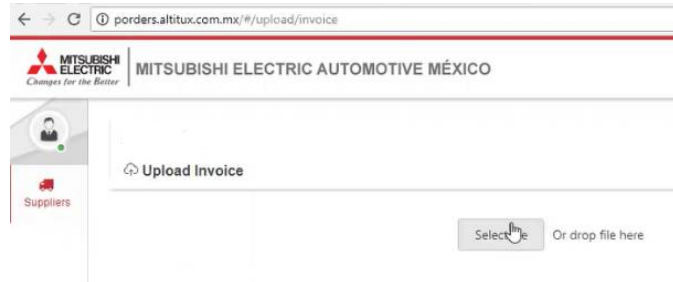 porders.altitux.com.mx/#/upload/invoice
MITSUBISHI
ELECTRIC
Changes for the Better
MITSUBISHI ELECTRIC AUTOMOTIVE MÉXICO
Upload Invoice
Suppliers
Select Or drop file here